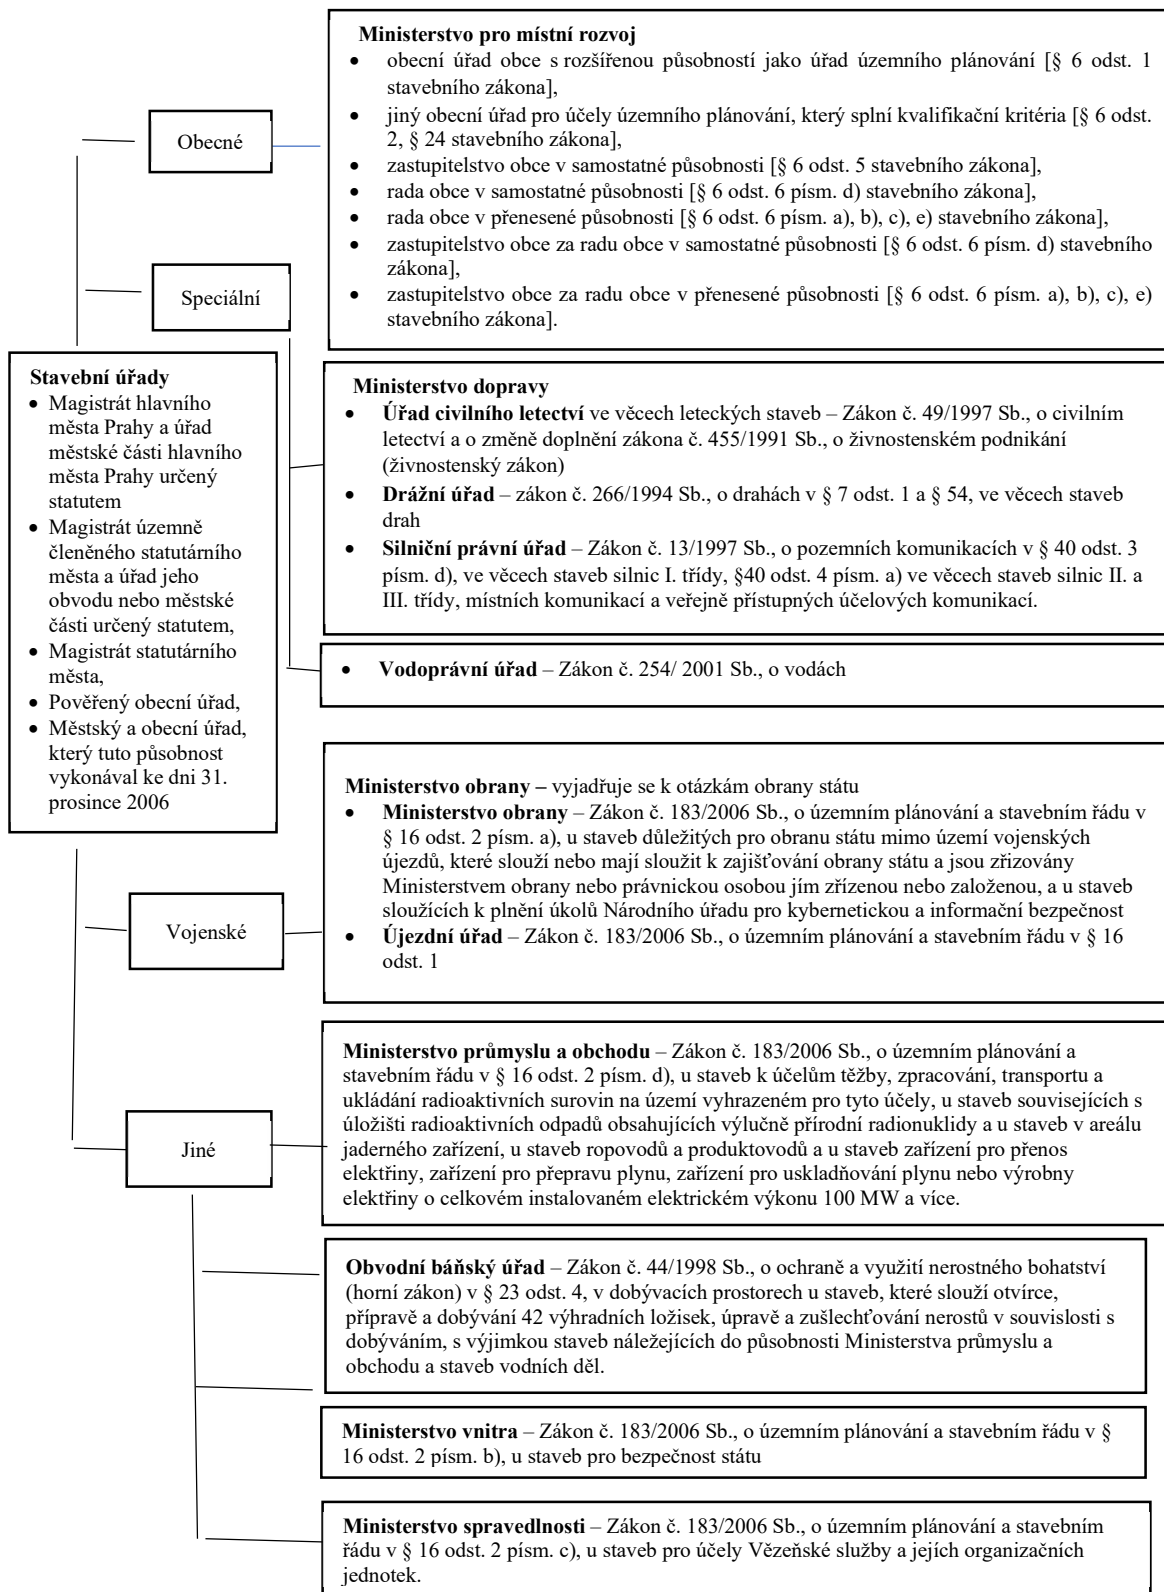 Ministerstvo pro místní rozvoj
• obecní úřad obce s rozšířenou působností jako úřad územního plánování [§ 6 odst. 1
stavebního zákona],
• jiný obecní úřad pro účely územního plánování, který splní kvalifikační kritéria [§ 6 odst.
2, § 24 stavebního zákona],
• zastupitelstvo obce v samostatné působnosti [§ 6 odst. 5 stavebního zákona],
• rada obce v samostatné působnosti [§ 6 odst. 6 písm. d) stavebního zákona],
• rada obce v přenesené působnosti [§ 6 odst. 6 písm. a), b), c), e) stavebního zákona],
• zastupitelstvo obce za radu obce v samostatné působnosti [§ 6 odst. 6 písm. d) stavebního
zákona],
• zastupitelstvo obce za radu obce v přenesené působnosti [§ 6 odst. 6 písm. a), b), c), e)
stavebního zákona].
Obecné
Speciální
Stavební úřady
• Magistrát hlavního
města Prahy a úřad
městské části hlavního
města Prahy určený
statutem
• Magistrát územně
členěného statutárního
města a úřad jeho
obvodu nebo městské
části určený statutem,
• Magistrát statutárního
města,
• Pověřený obecní úřad,
• Městský a obecní úřad,
který tuto působnost
vykonával ke dni 31.
prosince 2006
Ministerstvo dopravy
• Úřad civilního letectví ve věcech leteckých staveb – Zákon č. 49/1997 Sb., o civilním
letectví a o změně doplnění zákona č. 455/1991 Sb., o živnostenském podnikání
(živnostenský zákon)
• Drážní úřad – zákon č. 266/1994 Sb., o drahách v § 7 odst. 1 a § 54, ve věcech staveb
drah
• Silniční právní úřad – Zákon č. 13/1997 Sb., o pozemních komunikacích v § 40 odst. 3
písm. d), ve věcech staveb silnic I. třídy, §40 odst. 4 písm. a) ve věcech staveb silnic II. a
III. třídy, místních komunikací a veřejně přístupných účelových komunikací.
• Vodoprávní úřad – Zákon č. 254/ 2001 Sb., o vodách
Vojenské
Ministerstvo obrany – vyjadřuje se k otázkám obrany státu
• Ministerstvo obrany – Zákon č. 183/2006 Sb., o územním plánování a stavebním řádu v
§ 16 odst. 2 písm. a), u staveb důležitých pro obranu státu mimo území vojenských
újezdů, které slouží nebo mají sloužit k zajišťování obrany státu a jsou zřizovány
Ministerstvem obrany nebo právnickou osobou jím zřízenou nebo založenou, a u staveb
sloužících k plnění úkolů Národního úřadu pro kybernetickou a informační bezpečnost
• Újezdní úřad – Zákon č. 183/2006 Sb., o územním plánování a stavebním řádu v § 16
odst. 1
Jiné
Ministerstvo průmyslu a obchodu – Zákon č. 183/2006 Sb., o územním plánování a
stavebním řádu v § 16 odst. 2 písm. d), u staveb k účelům těžby, zpracování, transportu a
ukládání radioaktivních surovin na území vyhrazeném pro tyto účely, u staveb souvisejících s
úložišti radioaktivních odpadů obsahujících výlučně přírodní radionuklidy a u staveb v areálu
jaderného zařízení, u staveb ropovodů a produktovodů a u staveb zařízení pro přenos
elektřiny, zařízení pro přepravu plynu, zařízení pro uskladňování plynu nebo výrobny
elektřiny o celkovém instalovaném elektrickém výkonu 100 MW a více.
Obvodní báňský úřad – Zákon č. 44/1998 Sb., o ochraně a využití nerostného bohatství
(horní zákon) v § 23 odst. 4, v dobývacích prostorech u staveb, které slouží otvírce,
přípravě a dobývání 42 výhradních ložisek, úpravě a zušlechťování nerostů v souvislosti s
dobýváním, s výjimkou staveb náležejících do působnosti Ministerstva průmyslu a
obchodu a staveb vodních děl.
Ministerstvo vnitra – Zákon č. 183/2006 Sb., o územním plánování a stavebním řádu v §
16 odst. 2 písm. b), u staveb pro bezpečnost státu
Ministerstvo spravedlnosti – Zákon č. 183/2006 Sb., o územním plánování a stavebním
řádu v § 16 odst. 2 písm. c), u staveb pro účely Vězeňské služby a jejích organizačních
jednotek.